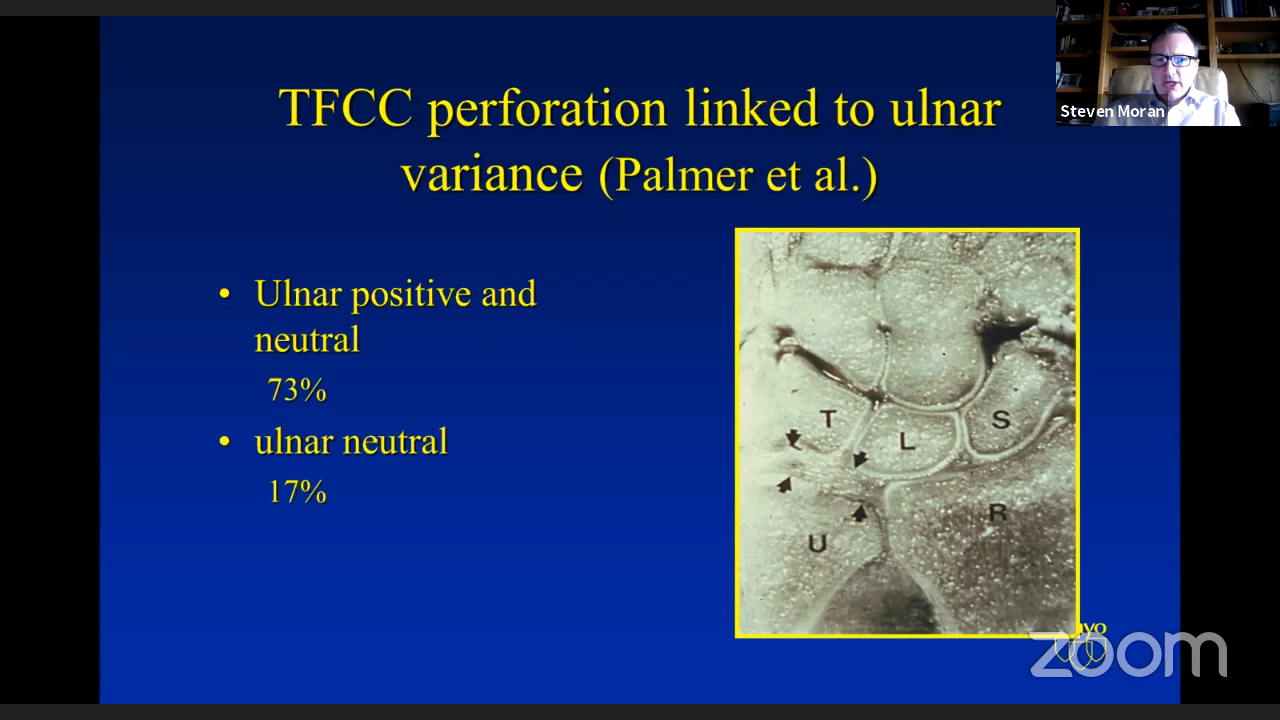 TFCC perforation linked to ulnar
variance (Palmer et al.)
Steven Moran
• Ulnar positive and
neutral
73%
• ulnar neutral
17%
T
L
S
U
R
zoom